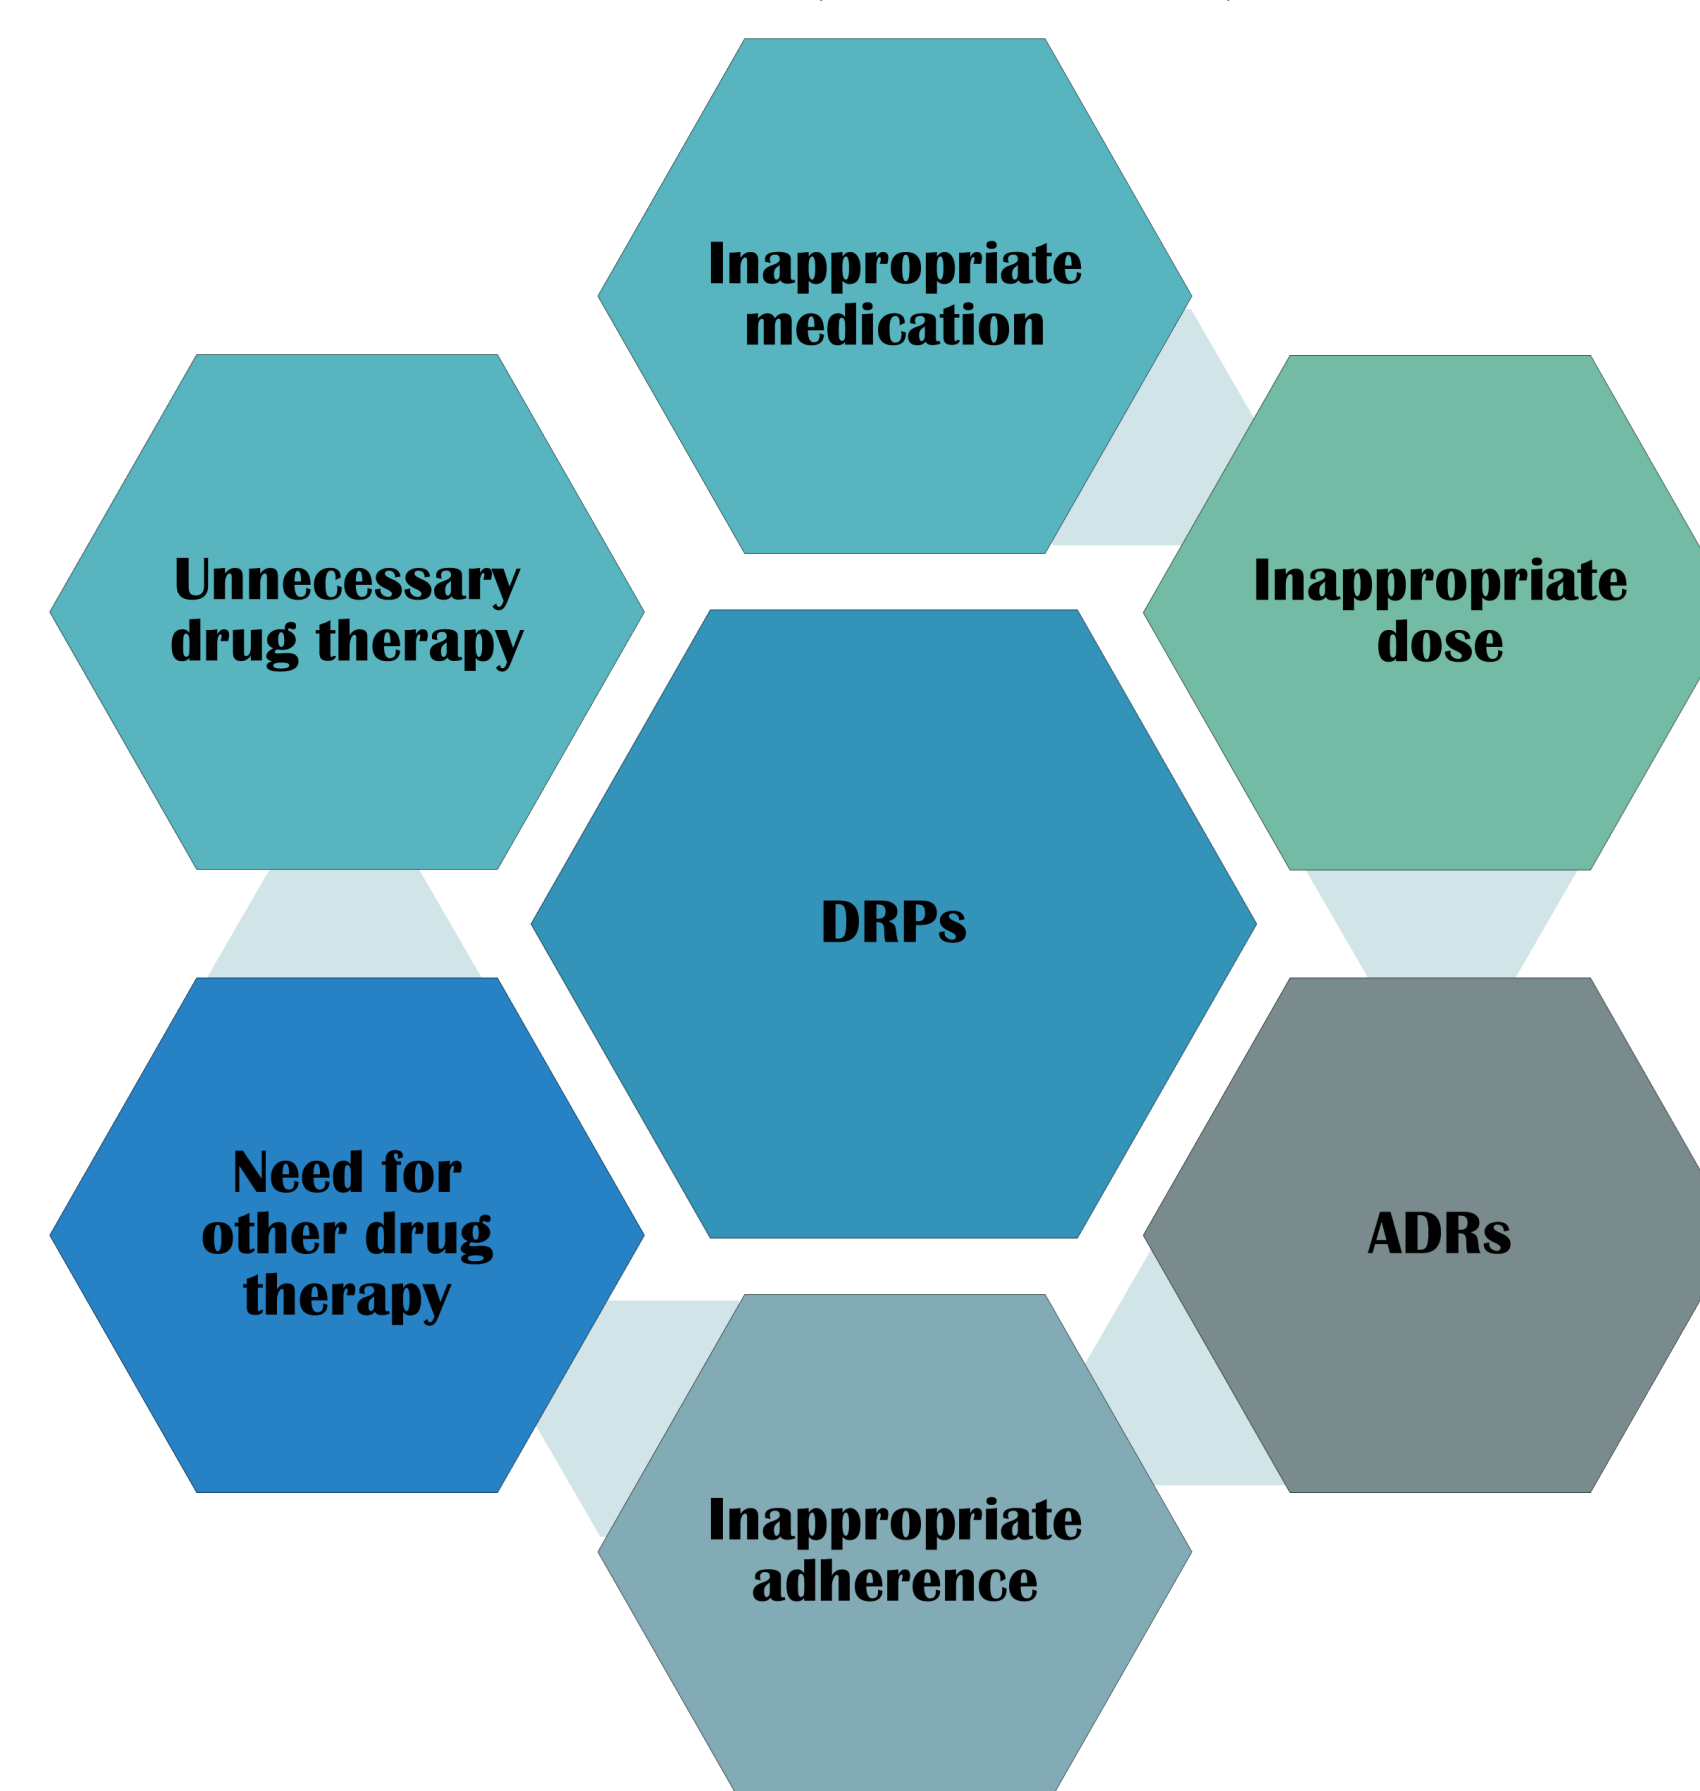 Inappropriate
medication
Unnecessary
drug therapy
Inappropriate
dose
DRPs
Need for
other drug
therapy
ADRs
Inappropriate
adherence